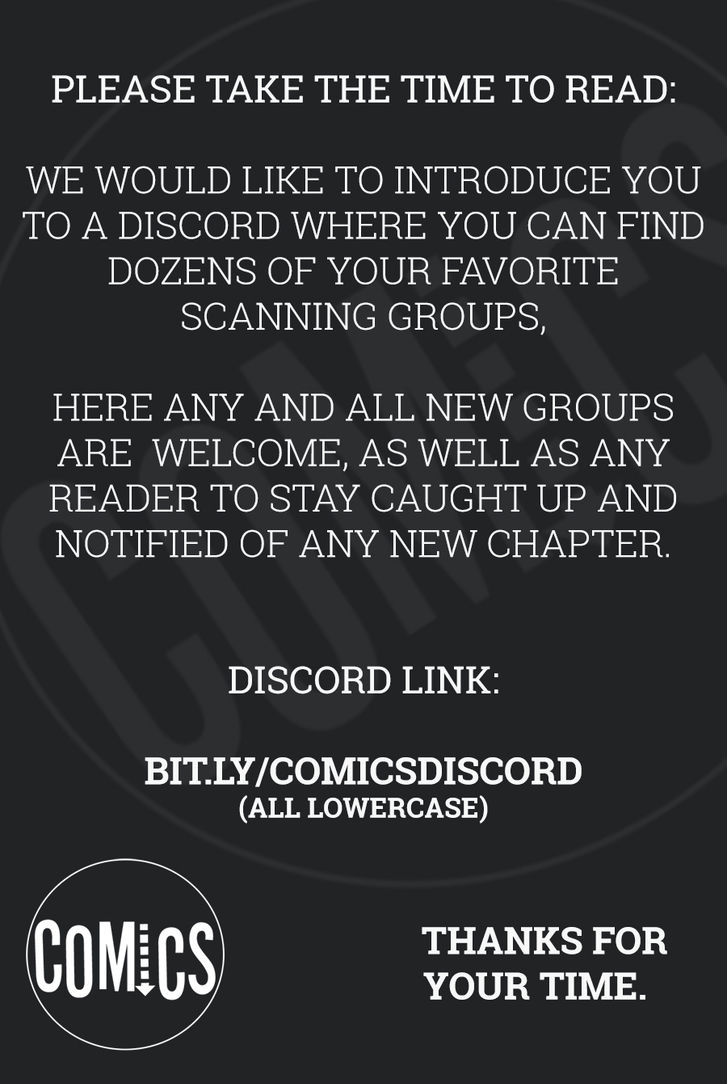 PLEASE TAKE THE TIME TO READ:
WE WOULD LIKE TO INTRODUCE YOU
TO A DISCORD WHERE YOU CAN FIND
DOZENS OF YOUR FAVORITE
SCANNING GROUPS,
HERE ANY AND ALL NEW GROUPS
ARE  WELCOME, AS WELL AS ANY
READER TO STAY CAUGHT UP AND
NOTIFIED OF ANY NEW CHAPTER.
DISCORD LINK:
BIT.LY/COMICSDISCORD
(ALL LOWERCASE)
COMICS
THANKS FOR
YOUR TIME.
COMICS